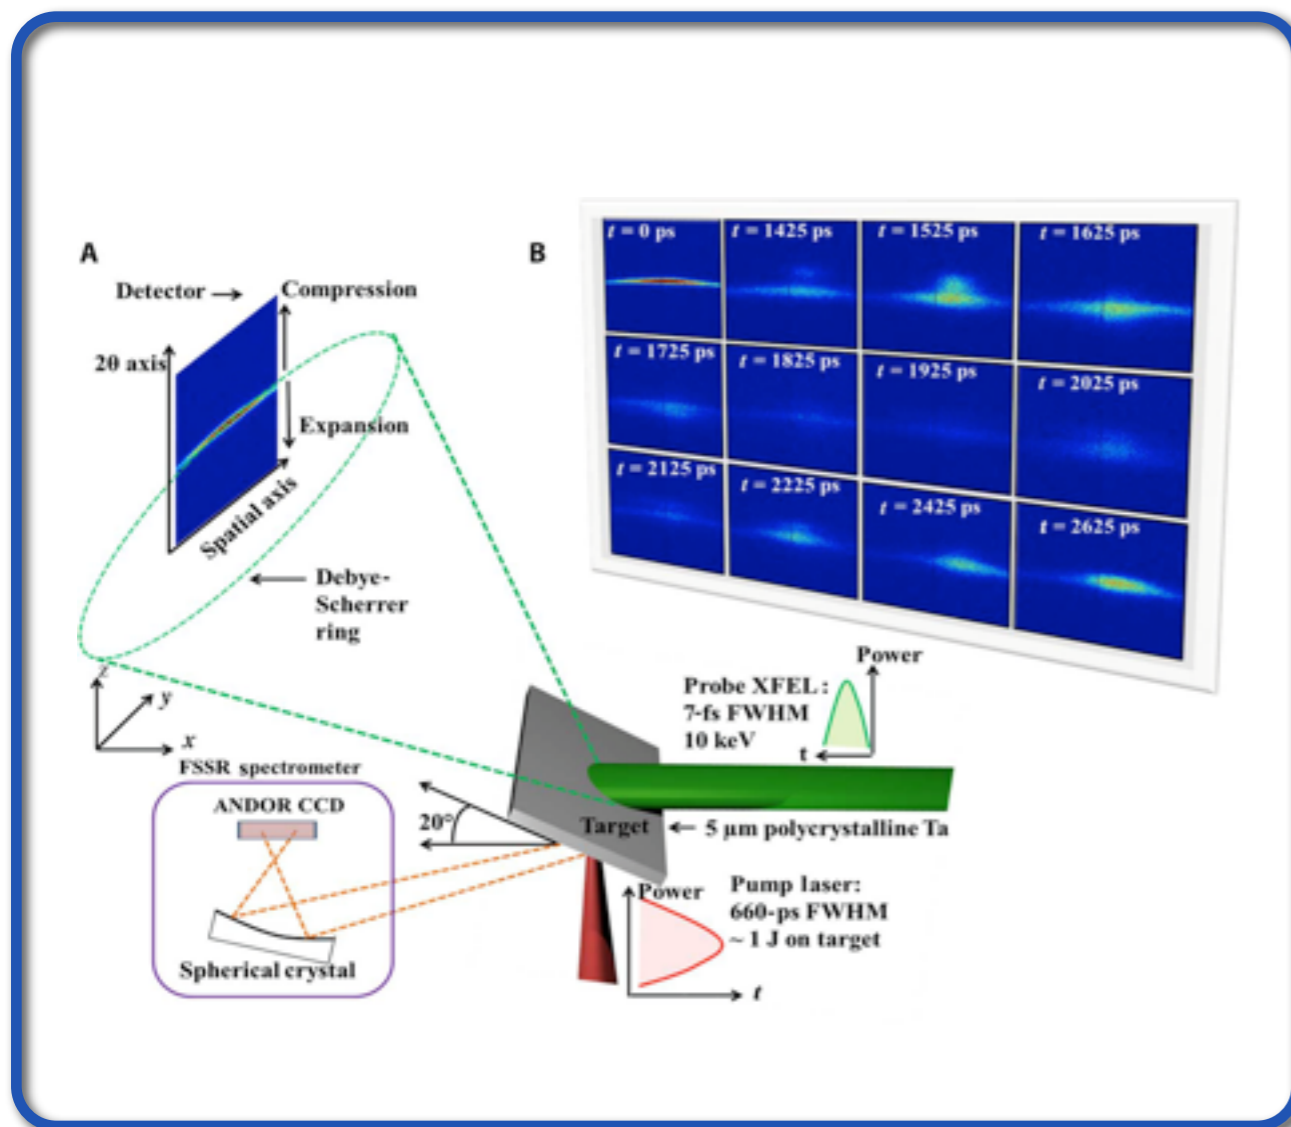 A
Detector
Compression
2θ axis
Expansion
Spatial axis
Debye-
Scherrer
ring
z
y
x
B
t = 0 ps
t = 1425 ps
t = 1525 ps
t = 1625 ps
t = 1725 ps
t = 1825 ps
t = 1925 ps
t = 2025 ps
t = 2125 ps
t = 2225 ps
t = 2425 ps
t = 2625 ps
Power
Probe XFEL :
7-fs FWHM
10 keV
t
FSSR spectrometer
ANDOR CCD
Spherical crystal
20°
Target
5 μm polycrystalline Ta
Power
Pump laser:
660-ps FWHM
~ 1 J on target
t